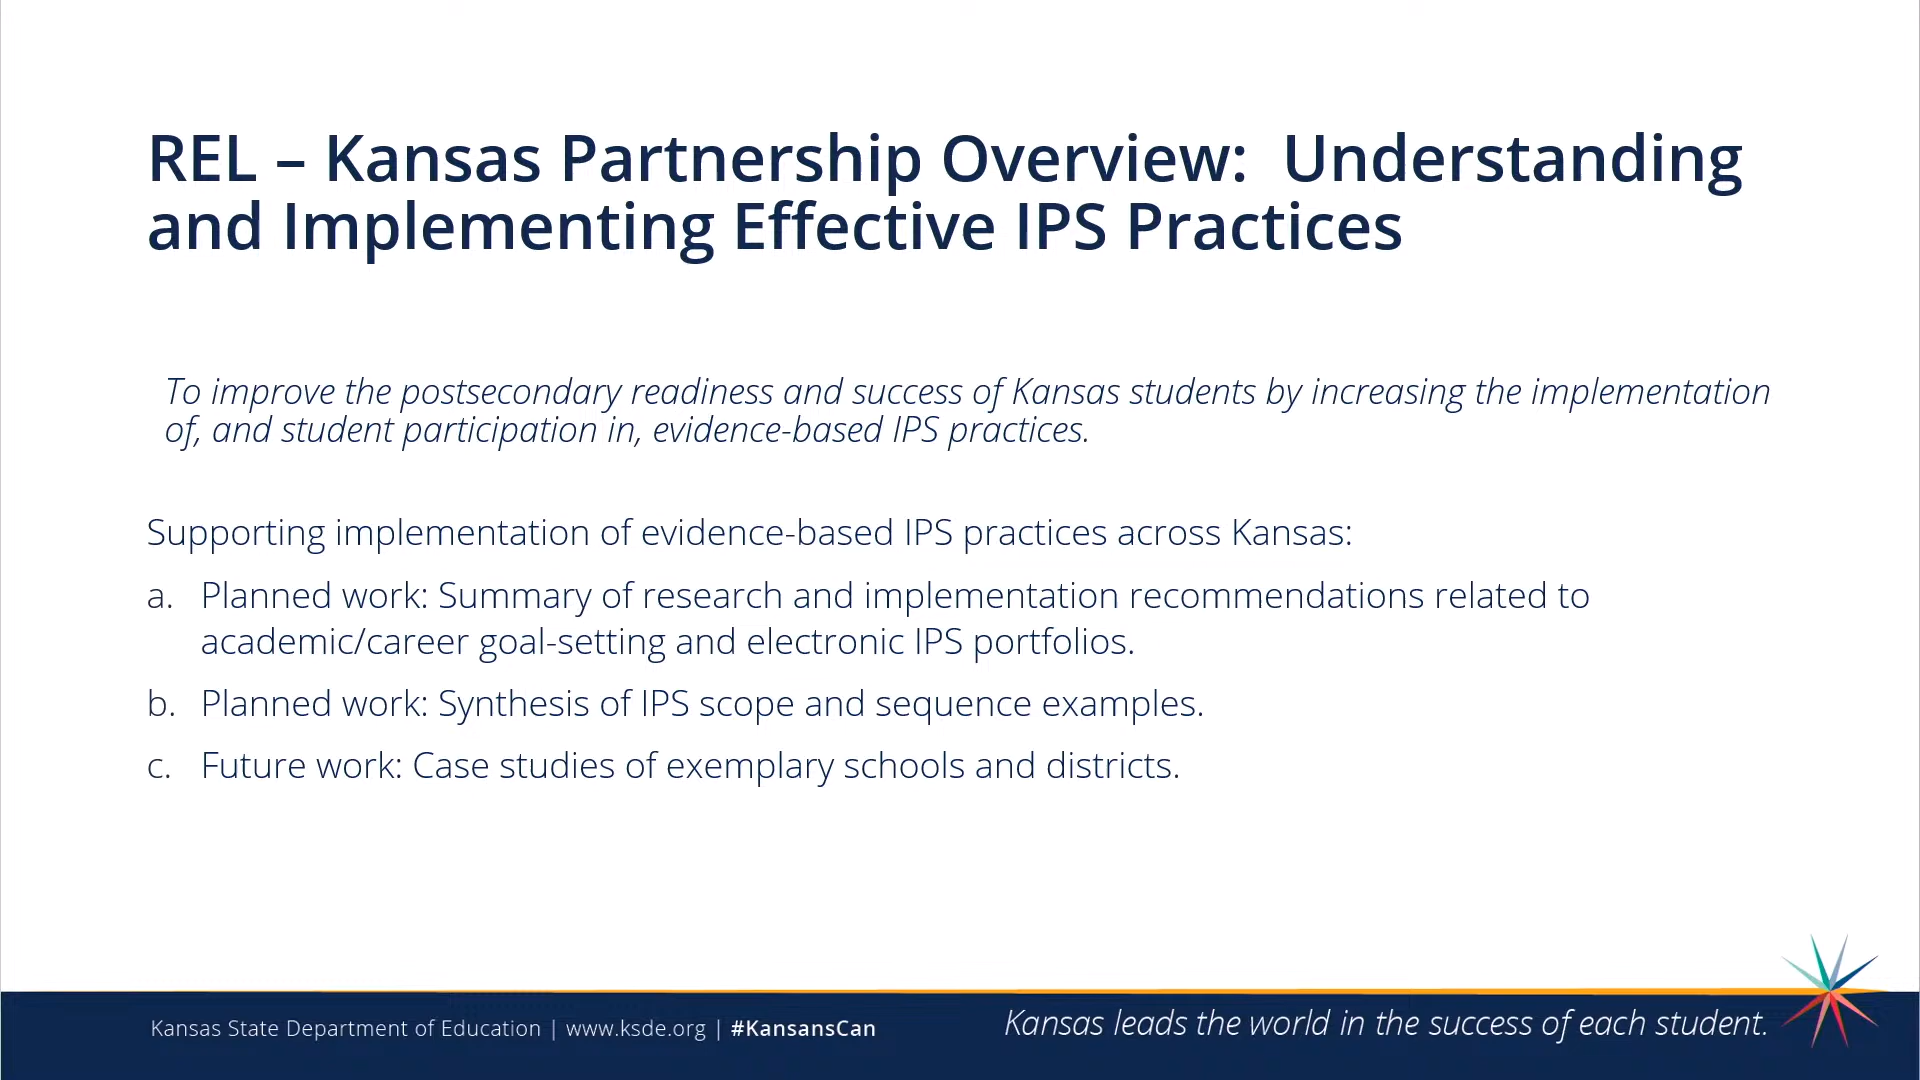 REL – Kansas Partnership Overview:  Understanding
and Implementing Effective IPS Practices
To improve the postsecondary readiness and success of Kansas students by increasing the implementation
of, and student participation in, evidence-based IPS practices.
Supporting implementation of evidence-based IPS practices across Kansas:
a. Planned work: Summary of research and implementation recommendations related to
academic/career goal-setting and electronic IPS portfolios.
b. Planned work: Synthesis of IPS scope and sequence examples.
c. Future work: Case studies of exemplary schools and districts.
Kansas State Department of Education | www.ksde.org | #KansansCan
Kansas leads the world in the success of each student.